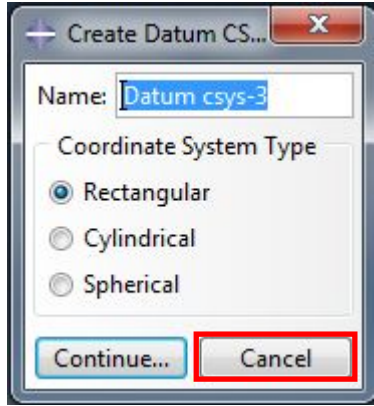 Create Datum CS...
Name: Datum csys-3
Coordinate System Type
Rectangular
Cylindrical
Spherical
Continue... Cancel